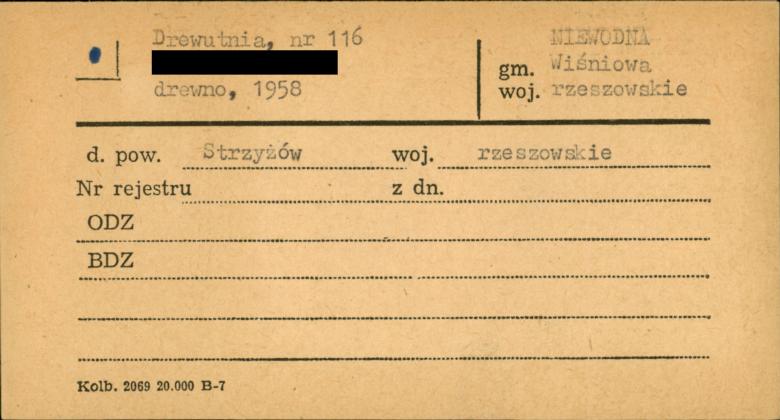 Drewutnia, nr 116
drewno, 1958
NIEWODNA
gm. Wiśniowa
woj. rzeszowskie
d. pow. Strzyżów woj. rzeszowskie
Nr rejestru z dn.
ODZ
BDZ
Kolb. 2069 20.000 B-7